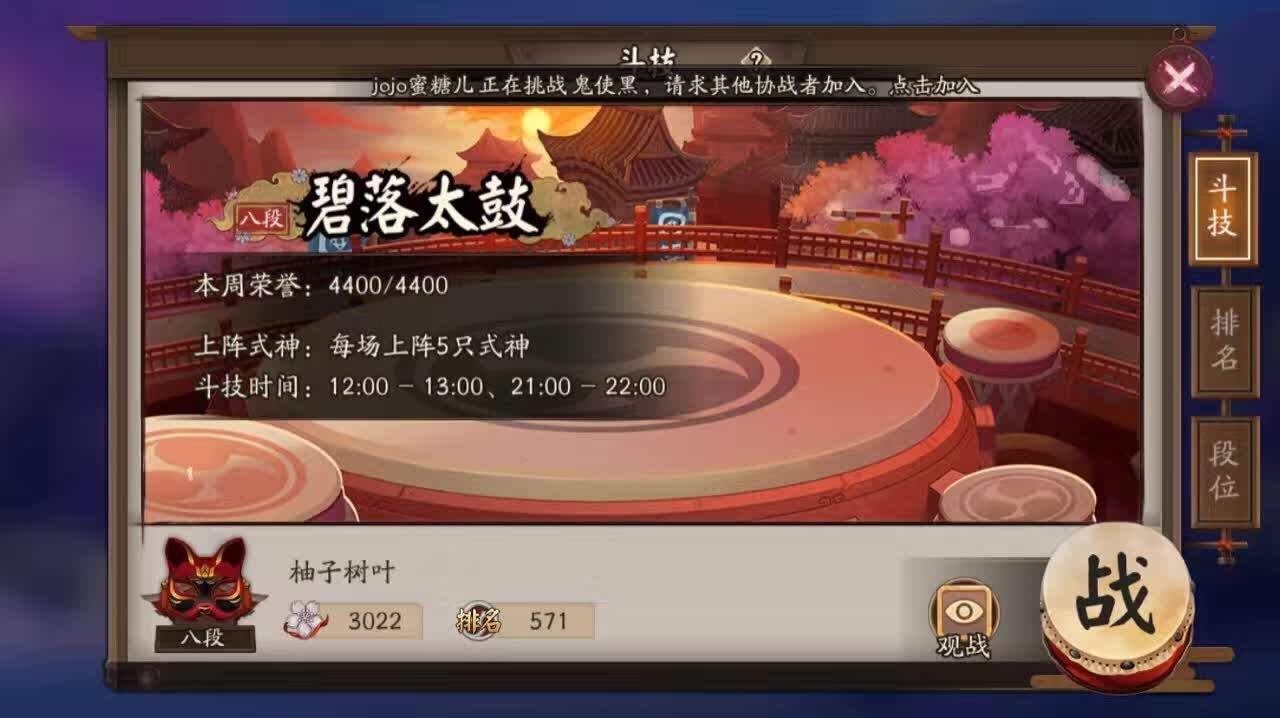 斗技 ?
jojo蜜糖儿 正在挑战 鬼使黑，请求其他协战者加入。点击加入
八段 碧落太鼓
本周荣誉：4400/4400
上阵式神：每场上阵5只式神
斗技时间：12:00 - 13:00、21:00 - 22:00
斗技
排名
段位
柚子树叶
八段
3022
排名 571
观战
战